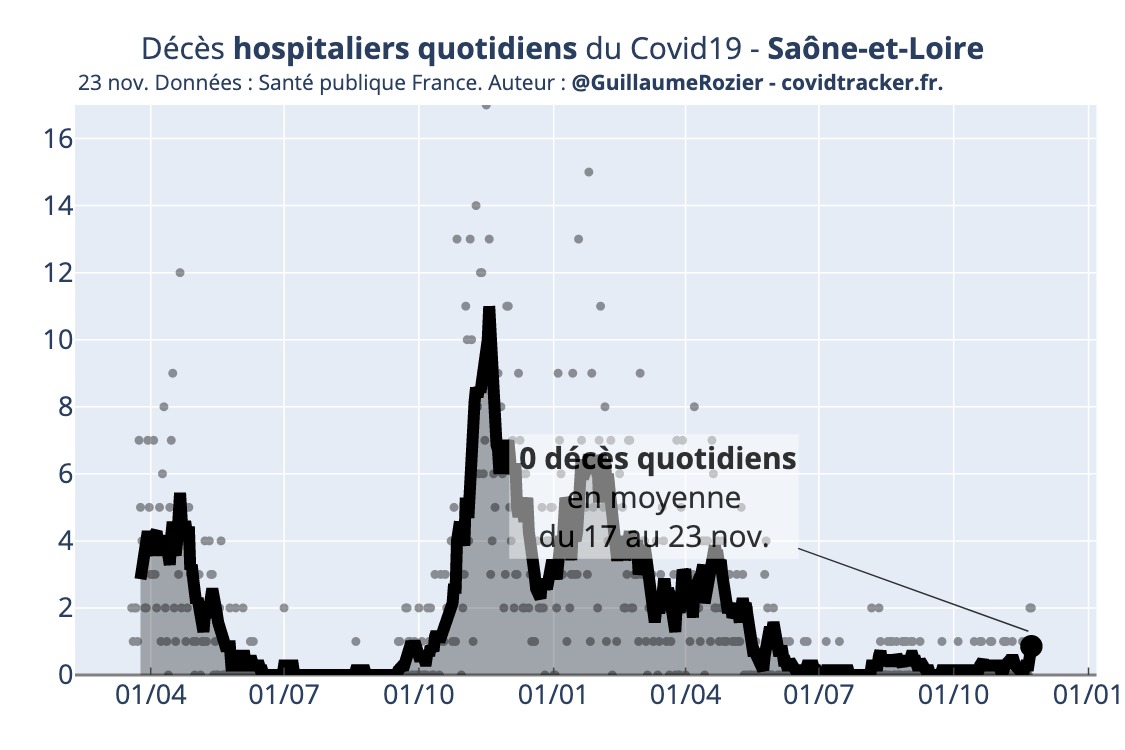 Décès hospitaliers quotidiens du Covid19 - Saône-et-Loire
23 nov. Données : Santé publique France. Auteur : @GuillaumeRozier - covidtracker.fr.
16
14
12
10
8
6
4
2
0
0 décès quotidiens
en moyenne
du 17 au 23 nov.
01/04 01/07 01/10 01/01 01/04 01/07 01/10 01/01